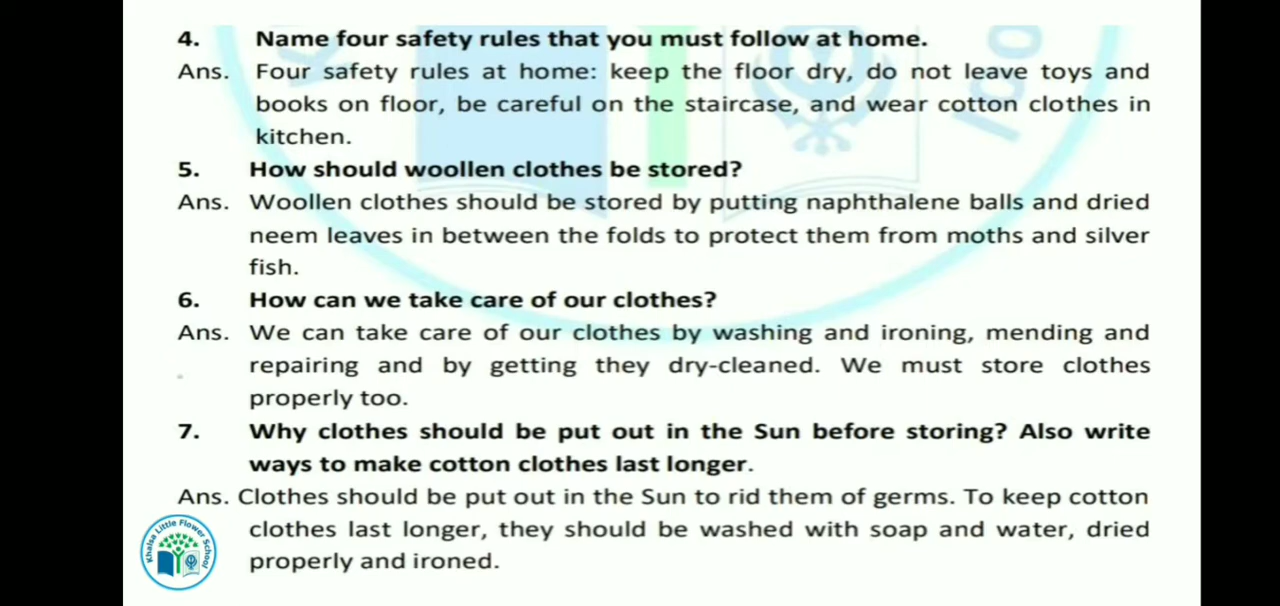 4. Name four safety rules that you must follow at home.
Ans. Four safety rules at home: keep the floor dry, do not leave toys and
books on floor, be careful on the staircase, and wear cotton clothes in
kitchen.
5. How should woollen clothes be stored?
Ans. Woollen clothes should be stored by putting naphthalene balls and dried
neem leaves in between the folds to protect them from moths and silver
fish.
6. How can we take care of our clothes?
Ans. We can take care of our clothes by washing and ironing, mending and
repairing and by getting they dry-cleaned. We must store clothes
properly too.
7. Why clothes should be put out in the Sun before storing? Also write
ways to make cotton clothes last longer.
Ans. Clothes should be put out in the Sun to rid them of germs. To keep cotton
clothes last longer, they should be washed with soap and water, dried
properly and ironed.
Khalsa Little Flower School